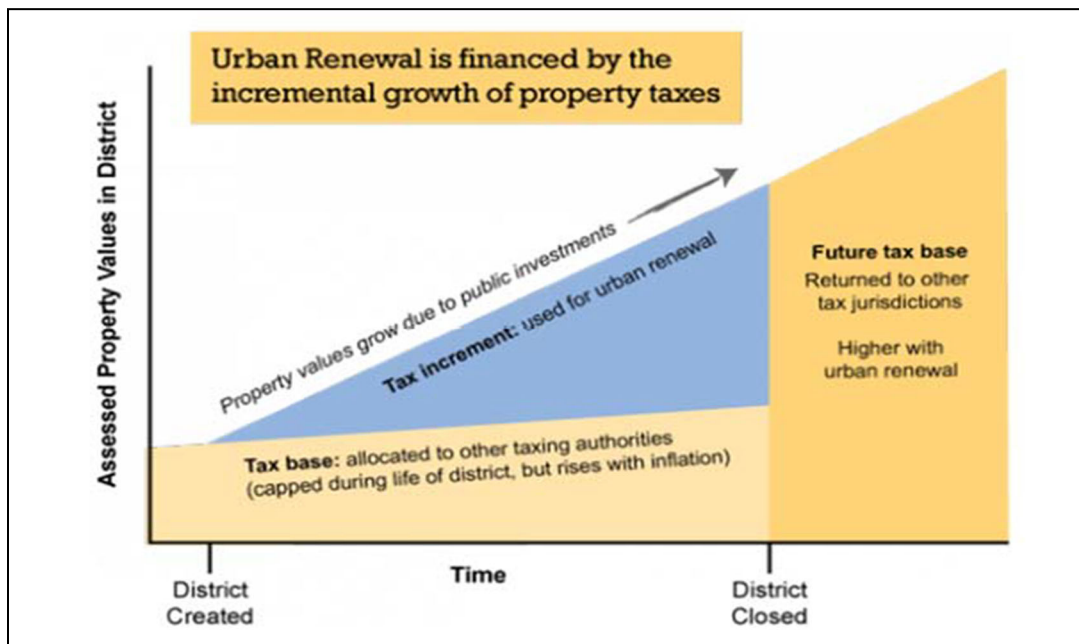 Urban Renewal is financed by the
incremental growth of property taxes
Assessed Property Values in District
Property values grow due to public investments
Tax increment: used for urban renewal
Tax base: allocated to other taxing authorities
(capped during life of district, but rises with inflation)
Future tax base
Returned to other
tax jurisdictions
Higher with
urban renewal
Time
District
Created
District
Closed